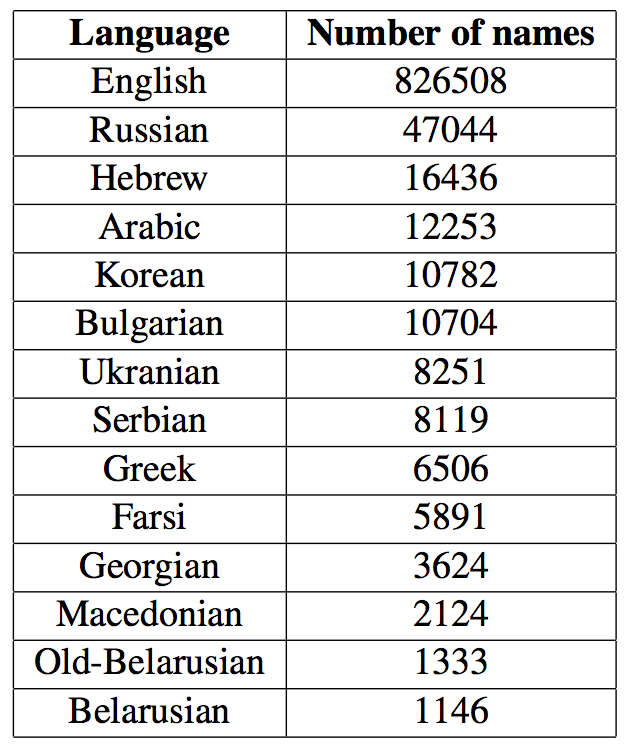 Language Number of names
English 826508
Russian 47044
Hebrew 16436
Arabic 12253
Korean 10782
Bulgarian 10704
Ukranian 8251
Serbian 8119
Greek 6506
Farsi 5891
Georgian 3624
Macedonian 2124
Old-Belarusian 1333
Belarusian 1146